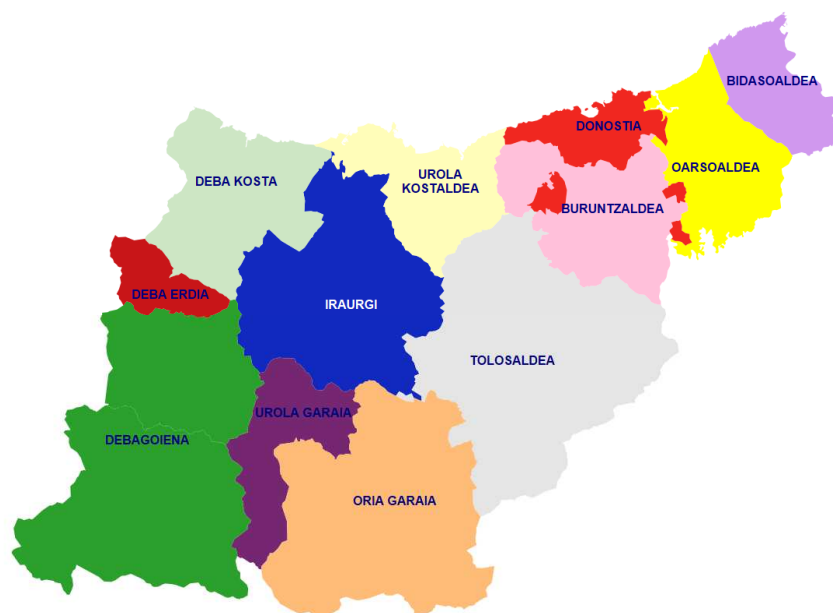 BIDASOALDEA
DONOSTIA
OARSOALDEA
UROLA
KOSTALDEA
DEBA KOSTA
BURUNTZALDEA
DEBA ERDIA
IRAURGI
TOLOSALDEA
UROLA GARAIA
DEBAGOIENA
ORIA GARAIA